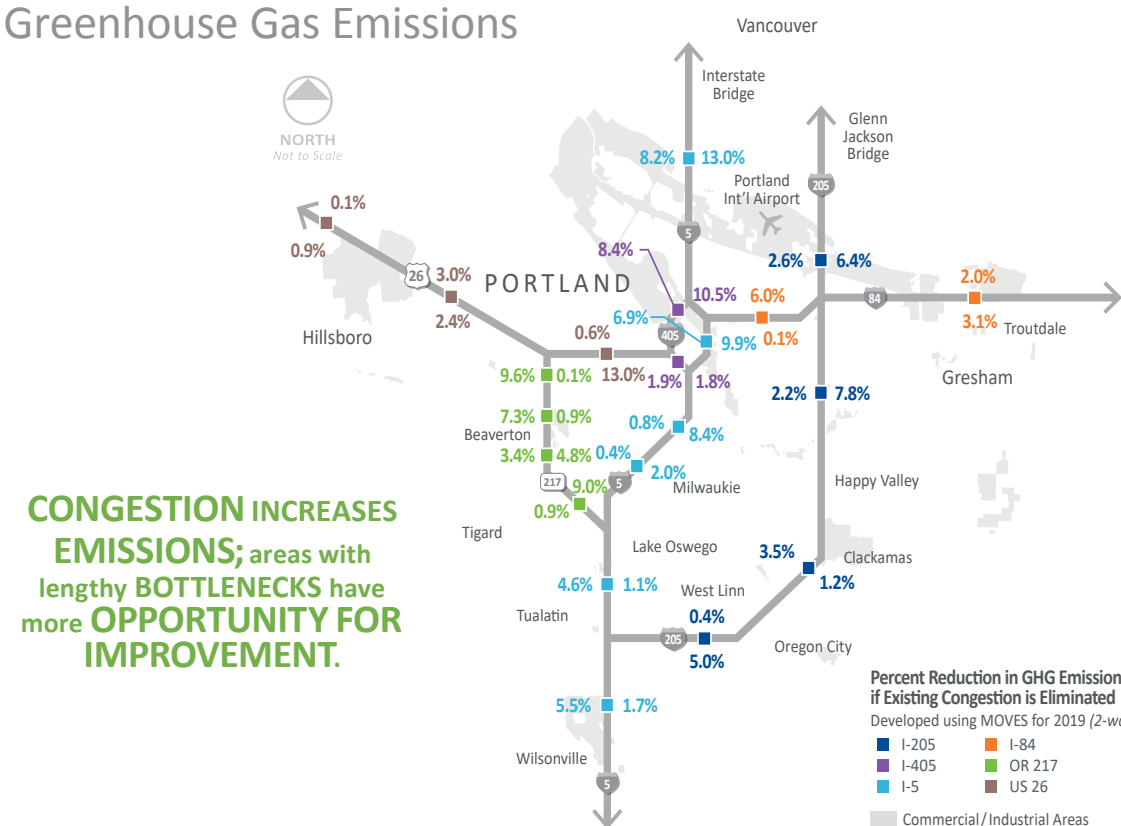 Greenhouse Gas Emissions
Vancouver
Interstate
Bridge
Glenn
Jackson
Bridge
NORTH
Not to Scale
8.2% 13.0%
Portland
Int'l Airport
205
0.1%
0.9%
5
8.4%
26
3.0%
2.4%
PORTLAND
2.6% 6.4%
10.5%
6.0%
0.1%
84
2.0%
3.1%
Troutdale
Hillsboro
6.9%
9.9%
405
0.6%
13.0%
1.9% 1.8%
Gresham
9.6% 0.1%
2.2% 7.8%
7.3% 0.9%
Beaverton
0.8%
8.4%
3.4% 4.8%
0.4%
2.0%
217
5
Milwaukie
Happy Valley
9.0%
0.9%
Tigard
CONGESTION INCREASES
EMISSIONS; areas with
lengthy BOTTLENECKS have
more OPPORTUNITY FOR
IMPROVEMENT.
Lake Oswego
3.5%
1.2%
Clackamas
4.6% 1.1%
West Linn
Tualatin
0.4%
205
5.0%
Oregon City
5.5% 1.7%
Wilsonville
5
Percent Reduction in GHG Emission
if Existing Congestion is Eliminated
Developed using MOVES for 2019 (2-w
I-205 I-84
I-405 OR 217
I-5 US 26
Commercial/Industrial Areas